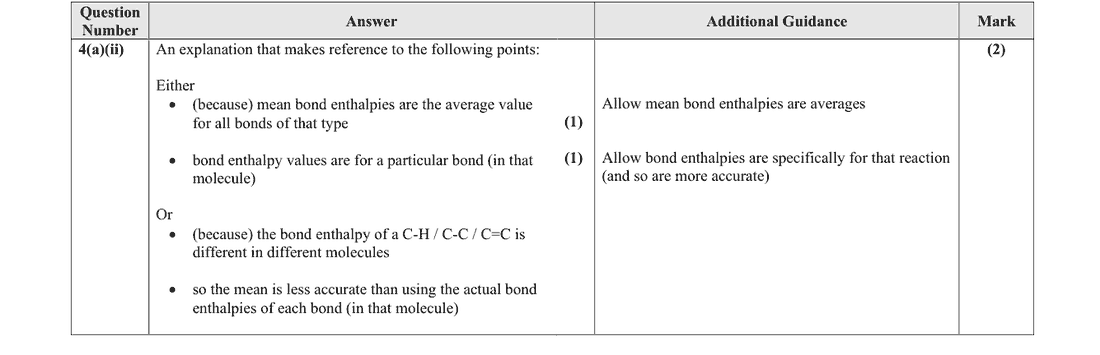 Question Number
Answer
Additional Guidance
Mark
4(a)(ii)
An explanation that makes reference to the following points:
(2)
Either
• (because) mean bond enthalpies are the average value
for all bonds of that type
(1)
Allow mean bond enthalpies are averages
• bond enthalpy values are for a particular bond (in that
molecule)
(1)
Allow bond enthalpies are specifically for that reaction
(and so are more accurate)
Or
• (because) the bond enthalpy of a C-H / C-C / C=C is
different in different molecules
• so the mean is less accurate than using the actual bond
enthalpies of each bond (in that molecule)